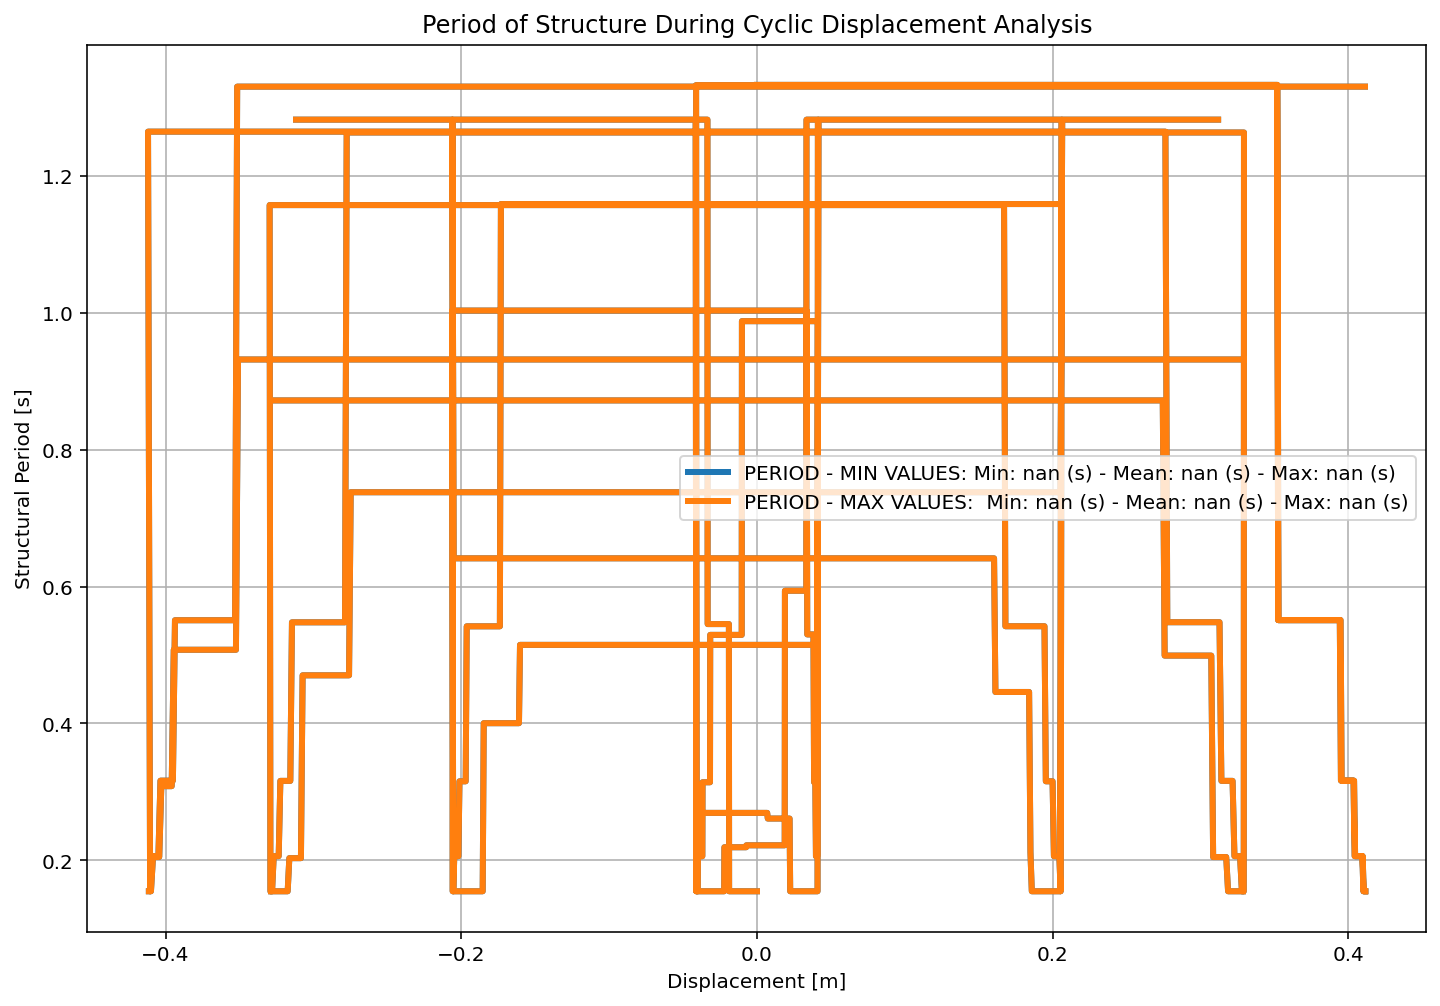 Period of Structure During Cyclic Displacement Analysis
Structural Period [s]
1.2
1.0
0.8
0.6
0.4
0.2
PERIOD - MIN VALUES: Min: nan (s) - Mean: nan (s) - Max: nan (s)
PERIOD - MAX VALUES:  Min: nan (s) - Mean: nan (s) - Max: nan (s)
−0.4 −0.2 0.0 0.2 0.4
Displacement [m]